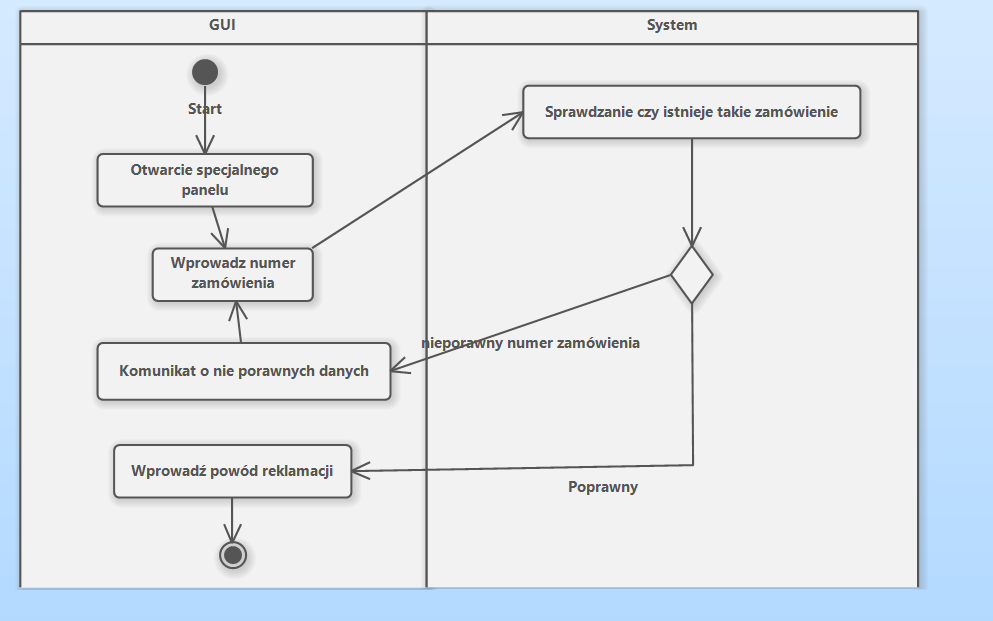 GUI
System
Start
Otwarcie specjalnego
panelu
Sprawdzanie czy istnieje takie zamówienie
Wprowadz numer
zamówienia
nieporawny numer zamówienia
Komunikat o nie porawnych danych
Wprowadź powód reklamacji
Poprawny